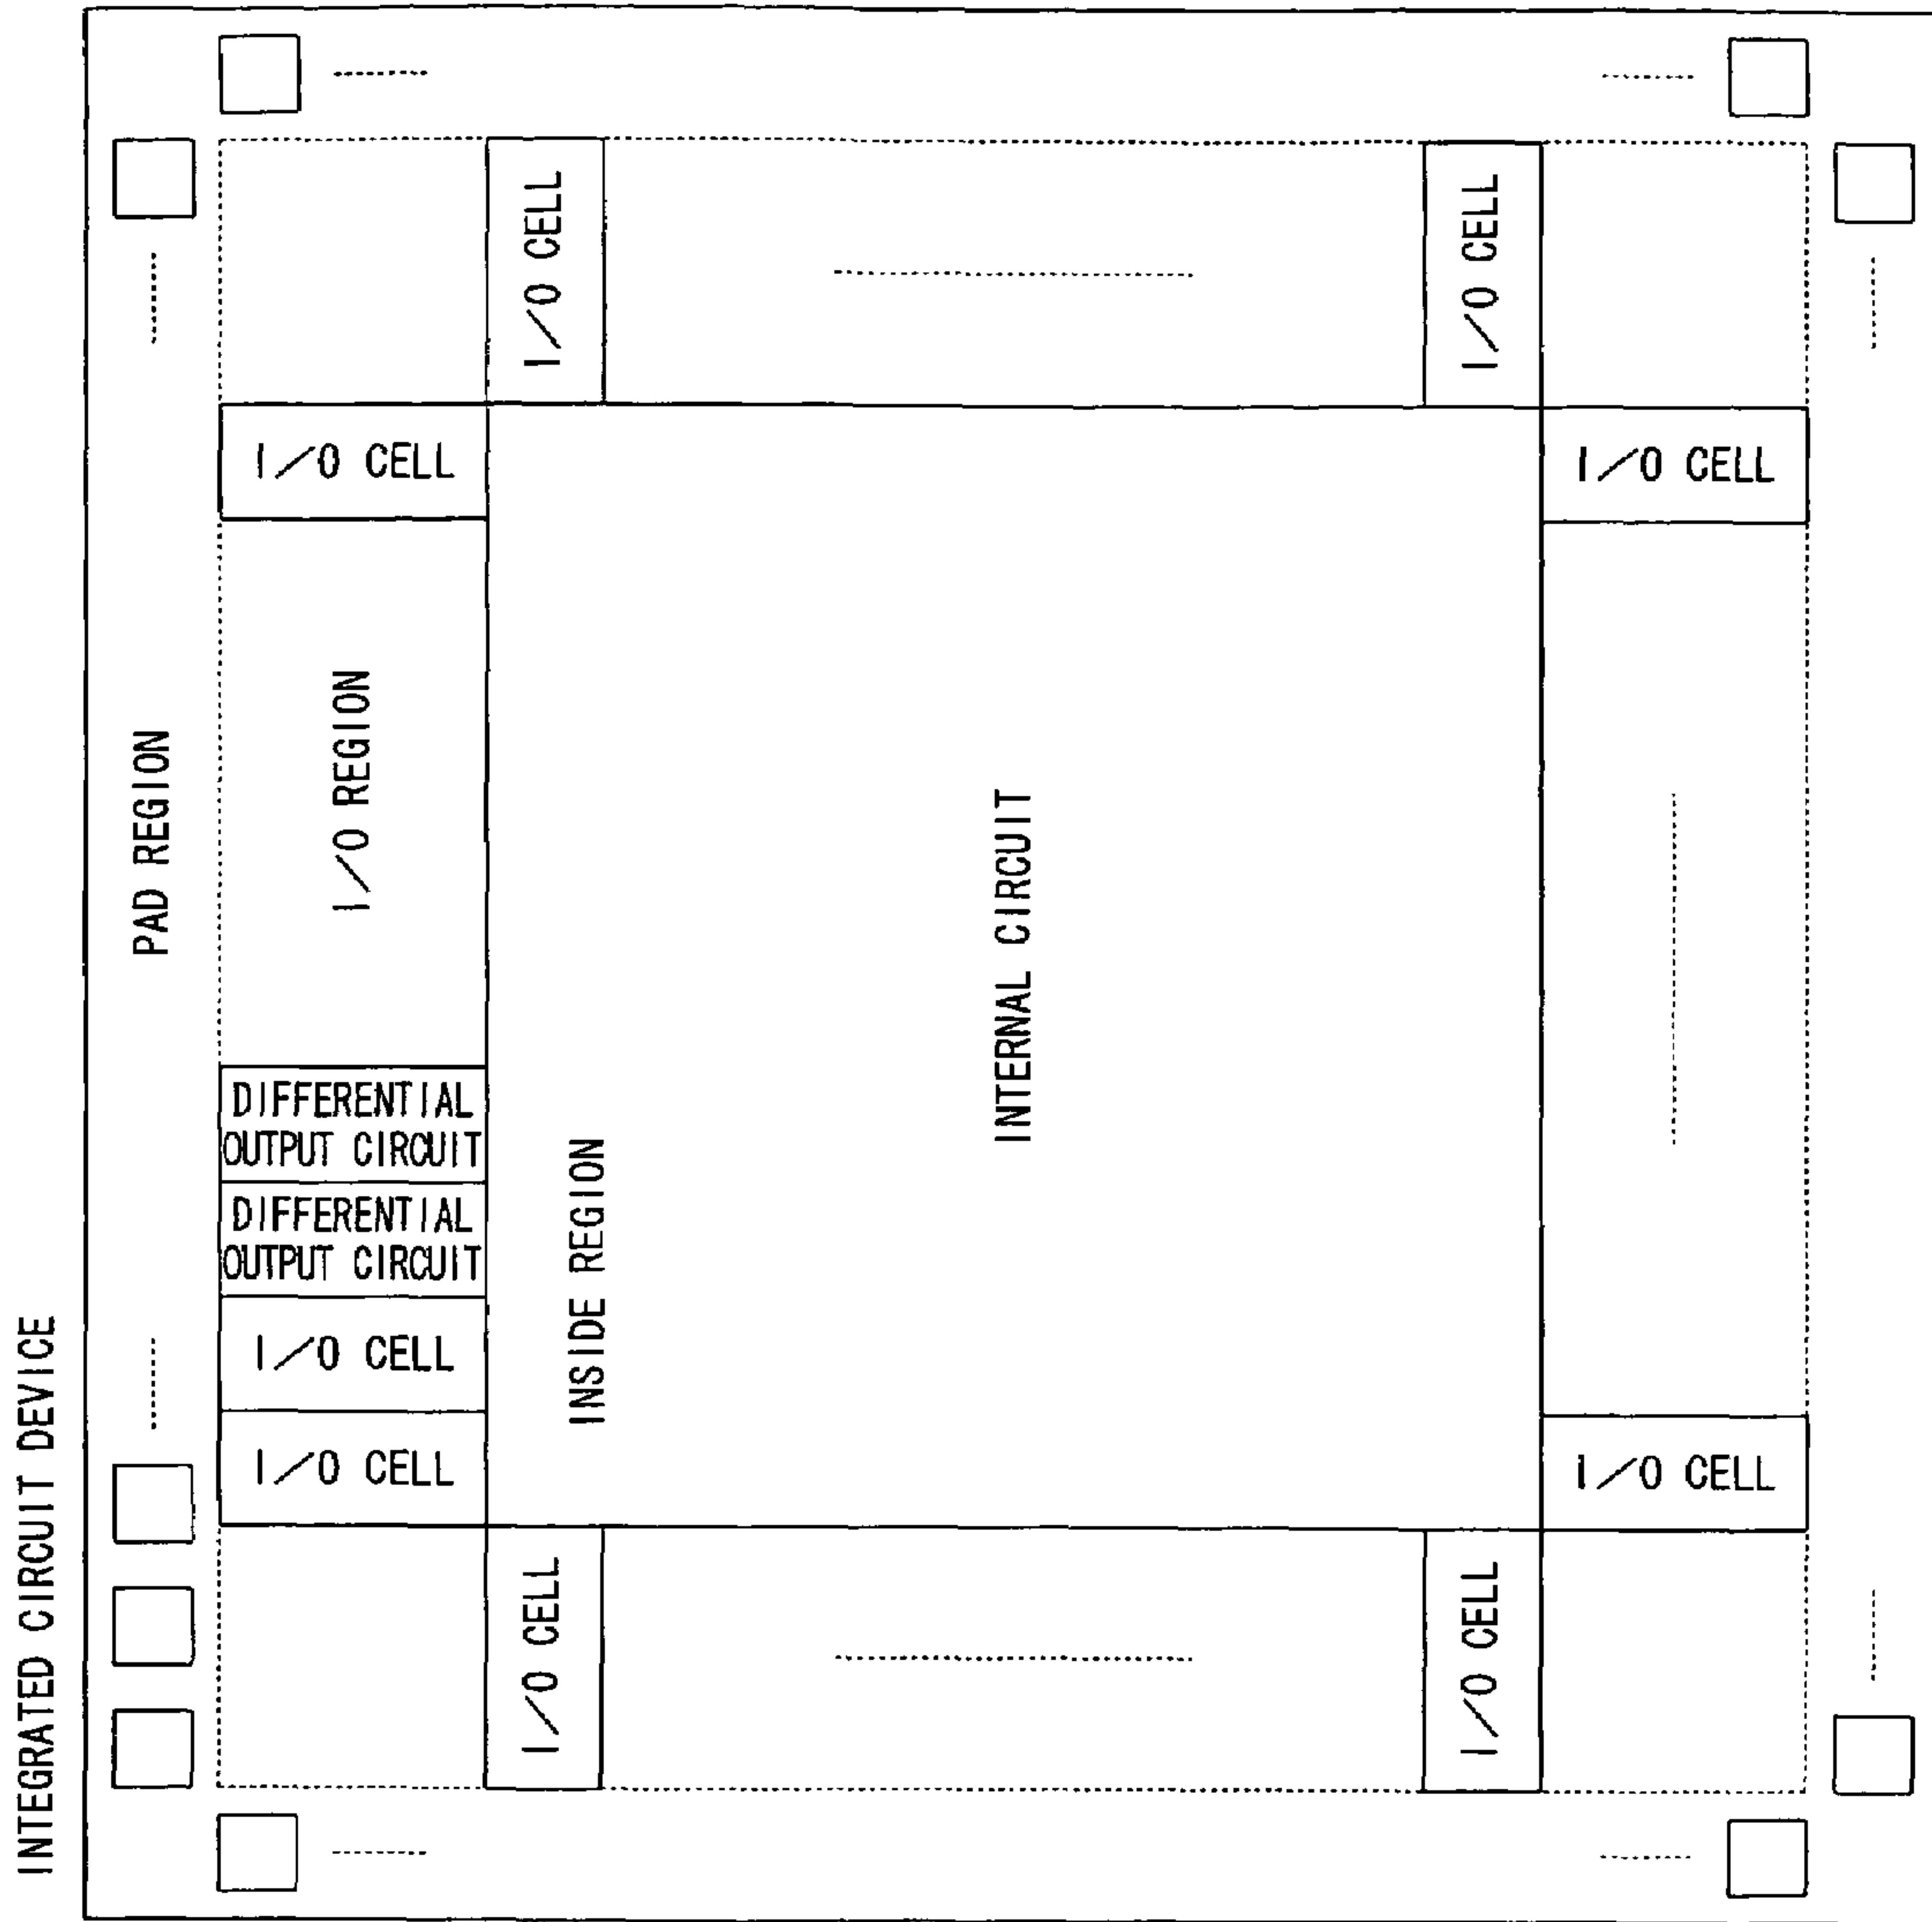 INTEGRATED CIRCUIT DEVICE
PAD REGION
I/O CELL
I/O CELL
DIFFERENTIAL
OUTPUT CIRCUIT
DIFFERENTIAL
OUTPUT CIRCUIT
I/O REGION
I/O CELL
I/O CELL
I/O CELL
INSIDE REGION
INTERNAL CIRCUIT
I/O CELL
I/O CELL
I/O CELL
I/O CELL